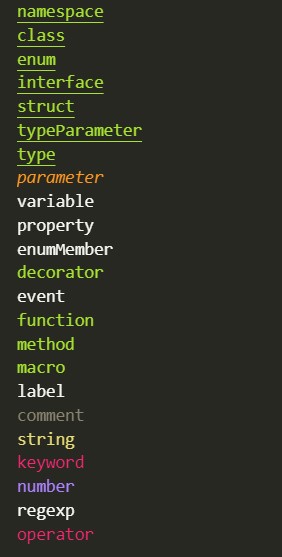 namespace
class
enum
interface
struct
typeParameter
type
parameter
variable
property
enumMember
decorator
event
function
method
macro
label
comment
string
keyword
number
regexp
operator